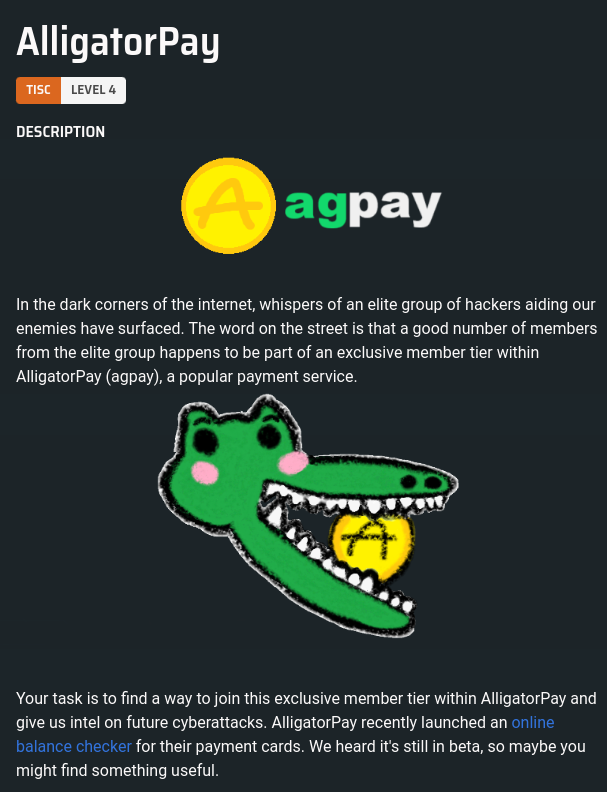 AlligatorPay
TISC LEVEL 4
DESCRIPTION
A agpay
In the dark corners of the internet, whispers of an elite group of hackers aiding our
enemies have surfaced. The word on the street is that a good number of members
from the elite group happens to be part of an exclusive member tier within
AlligatorPay (agpay), a popular payment service.
A
Your task is to find a way to join this exclusive member tier within AlligatorPay and
give us intel on future cyberattacks. AlligatorPay recently launched an online
balance checker for their payment cards. We heard it's still in beta, so maybe you
might find something useful.